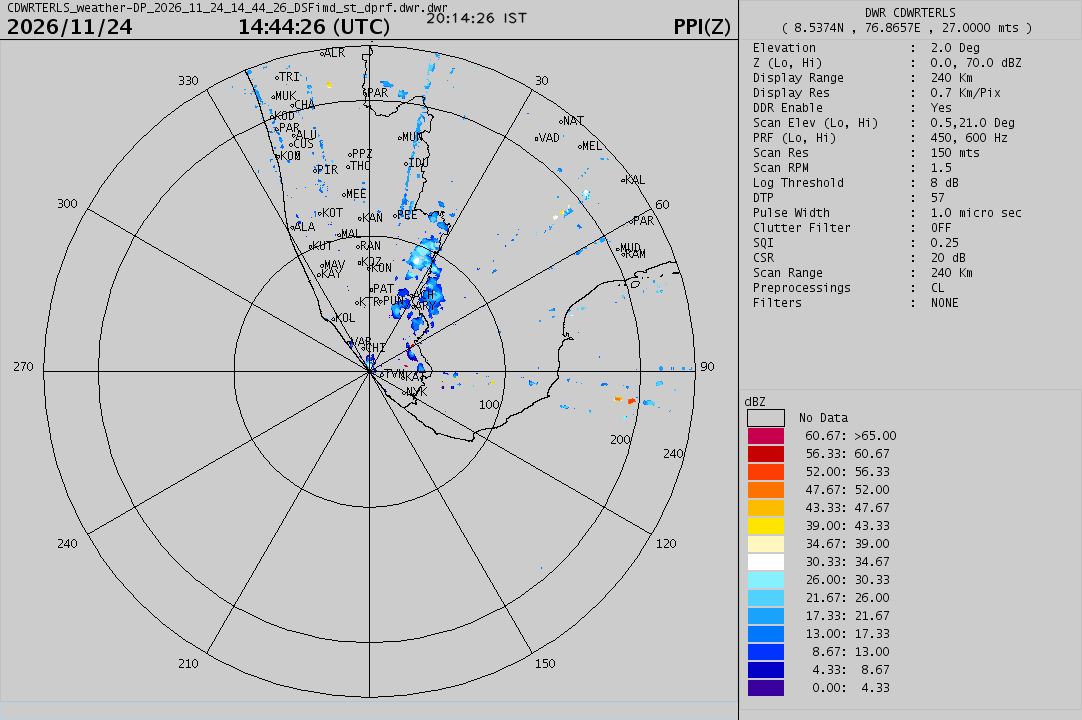 CDWRTERLS_weather-DP_2026_11_24_14_44_26_DSFimd_st_dprf.dwr.dwr
2026/11/24 14:44:26 (UTC) 20:14:26 IST PPI(Z)
DWR CDWRTERLS
( 8.5374N , 76.8657E , 27.0000 mts )
Elevation : 2.0 Deg
Z (Lo, Hi) : 0.0, 70.0 dBZ
Display Range : 240 Km
Display Res : 0.7 Km/Pix
DDR Enable : Yes
Scan Elev (Lo, Hi) : 0.5,21.0 Deg
PRF (Lo, Hi) : 450, 600 Hz
Scan Res : 150 mts
Scan RPM : 1.5
Log Threshold : 8 dB
DTP : 57
Pulse Width : 1.0 micro sec
Clutter Filter : OFF
SQI : 0.25
CSR : 20 dB
Scan Range : 240 Km
Preprocessings : CL
Filters : NONE
dBZ
No Data
60.67: >65.00
56.33: 60.67
52.00: 56.33
47.67: 52.00
43.33: 47.67
39.00: 43.33
34.67: 39.00
30.33: 34.67
26.00: 30.33
21.67: 26.00
17.33: 21.67
13.00: 17.33
8.67: 13.00
4.33: 8.67
0.00: 4.33
ALR
330 TRI 30
MUK PAR
CHA
KOD NAT
PAR
ALU MUN VAD
CUS MEL
KOM PPZ
THO IDU
PIR
KAL
MEE
300 KOT KAN PEE 60
PAR
ALA MAL
KUT RAN MUD
RAM
MAV KOZ
KAY KON
PAT
KTR PUN ACH
ARY
KOL
VAR
CHI
270 TVN KAT 90
NYK
100
200
240
240 120
210 150